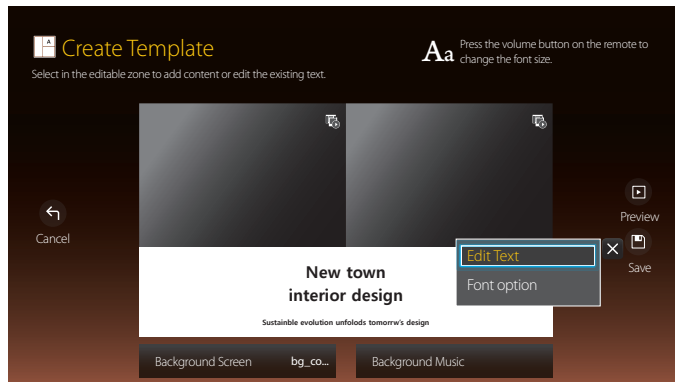 A
Create Template
Select in the editable zone to add content or edit the existing text.
Aa
Press the volume button on the remote to
change the font size.
Cancel
Preview
Save
Edit Text
Font option
New town
interior design
Sustainble evolution unfolods tomorrw's design
Background Screen bg_co...
Background Music